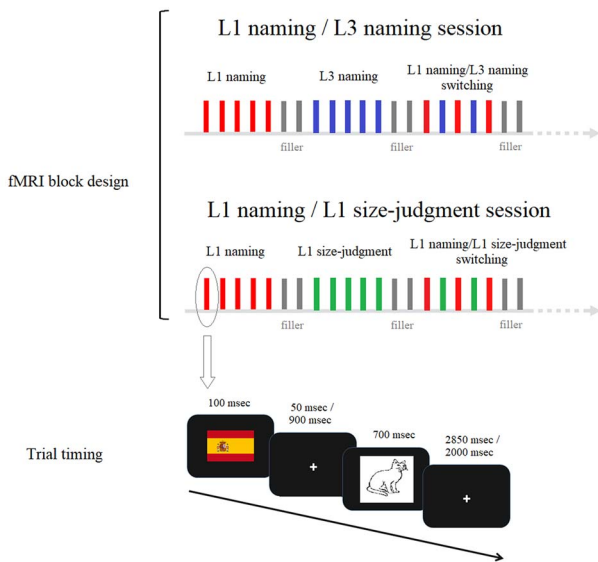 L1 naming / L3 naming session
L1 naming
L3 naming
L1 naming/L3 naming
switching
filler
filler
filler
fMRI block design
L1 naming / L1 size-judgment session
L1 naming
L1 size-judgment
L1 naming/L1 size-judgment
switching
filler
filler
filler
100 msec
50 msec /
900 msec
700 msec
2850 msec /
2000 msec
Trial timing